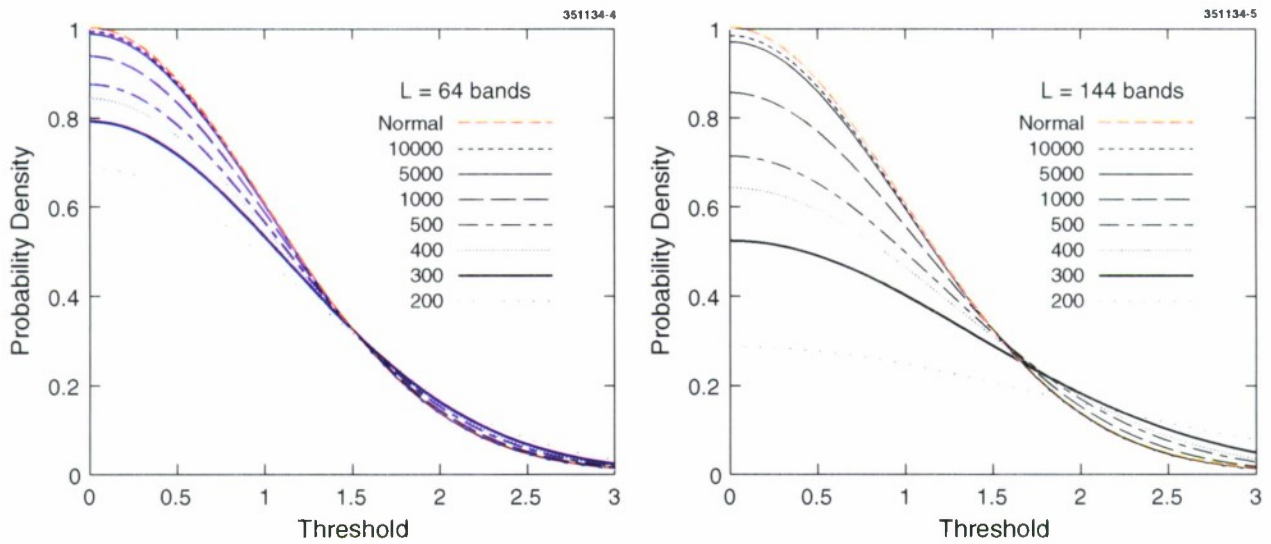 351134-4
L = 64 bands
Normal
10000
5000
1000
500
400
300
200
1
0.8
0.6
0.4
0.2
0
0 0.5 1 1.5 2 2.5 3
Probability Density
Threshold
351134-5
L = 144 bands
Normal
10000
5000
1000
500
400
300
200
1
0.8
0.6
0.4
0.2
0
0 0.5 1 1.5 2 2.5 3
Probability Density
Threshold